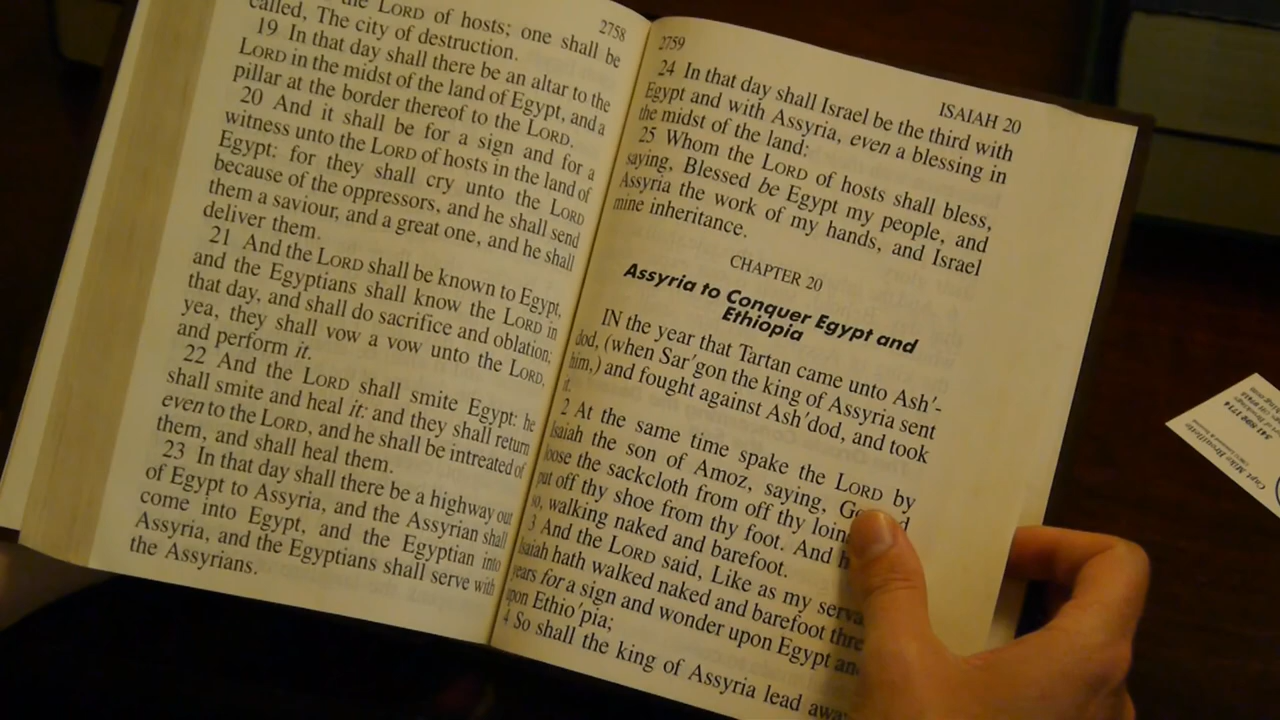 the LORD of hosts; one shall be
called, The city of destruction.
2758
19 In that day shall there be an altar to the
LORD in the midst of the land of Egypt, and a
pillar at the border thereof to the LORD.
20 And it shall be for a sign and for a
witness unto the LORD of hosts in the land of
Egypt: for they shall cry unto the LORD
because of the oppressors, and he shall send
them a saviour, and a great one, and he shall
deliver them.
21 And the LORD shall be known to Egypt,
and the Egyptians shall know the LORD in
that day, and shall do sacrifice and oblation;
yea, they shall vow a vow unto the LORD,
and perform it.
22 And the LORD shall smite Egypt: he
shall smite and heal it: and they shall return
even to the LORD, and he shall be intreated of
them, and shall heal them.
23 In that day shall there be a highway out
of Egypt to Assyria, and the Assyrian shall
come into Egypt, and the Egyptian into
Assyria, and the Egyptians shall serve with
the Assyrians.
2759
ISAIAH 20
24 In that day shall Israel be the third with
Egypt and with Assyria, even a blessing in
the midst of the land:
25 Whom the LORD of hosts shall bless,
saying, Blessed be Egypt my people, and
Assyria the work of my hands, and Israel
mine inheritance.
CHAPTER 20
Assyria to Conquer Egypt and
Ethiopia
IN the year that Tartan came unto Ash'-
dod, (when Sar'gon the king of Assyria sent
him,) and fought against Ash'dod, and took
it.
2 At the same time spake the LORD by
Isaiah the son of Amoz, saying, Go
loose the sackcloth from off thy loin
put off thy shoe from thy foot. And h
so, walking naked and barefoot.
3 And the LORD said, Like as my serva
Isaiah hath walked naked and barefoot thre
years for a sign and wonder upon Egypt an
upon Ethio'pia;
4 So shall the king of Assyria lead awa
Capt Mike Brouillette